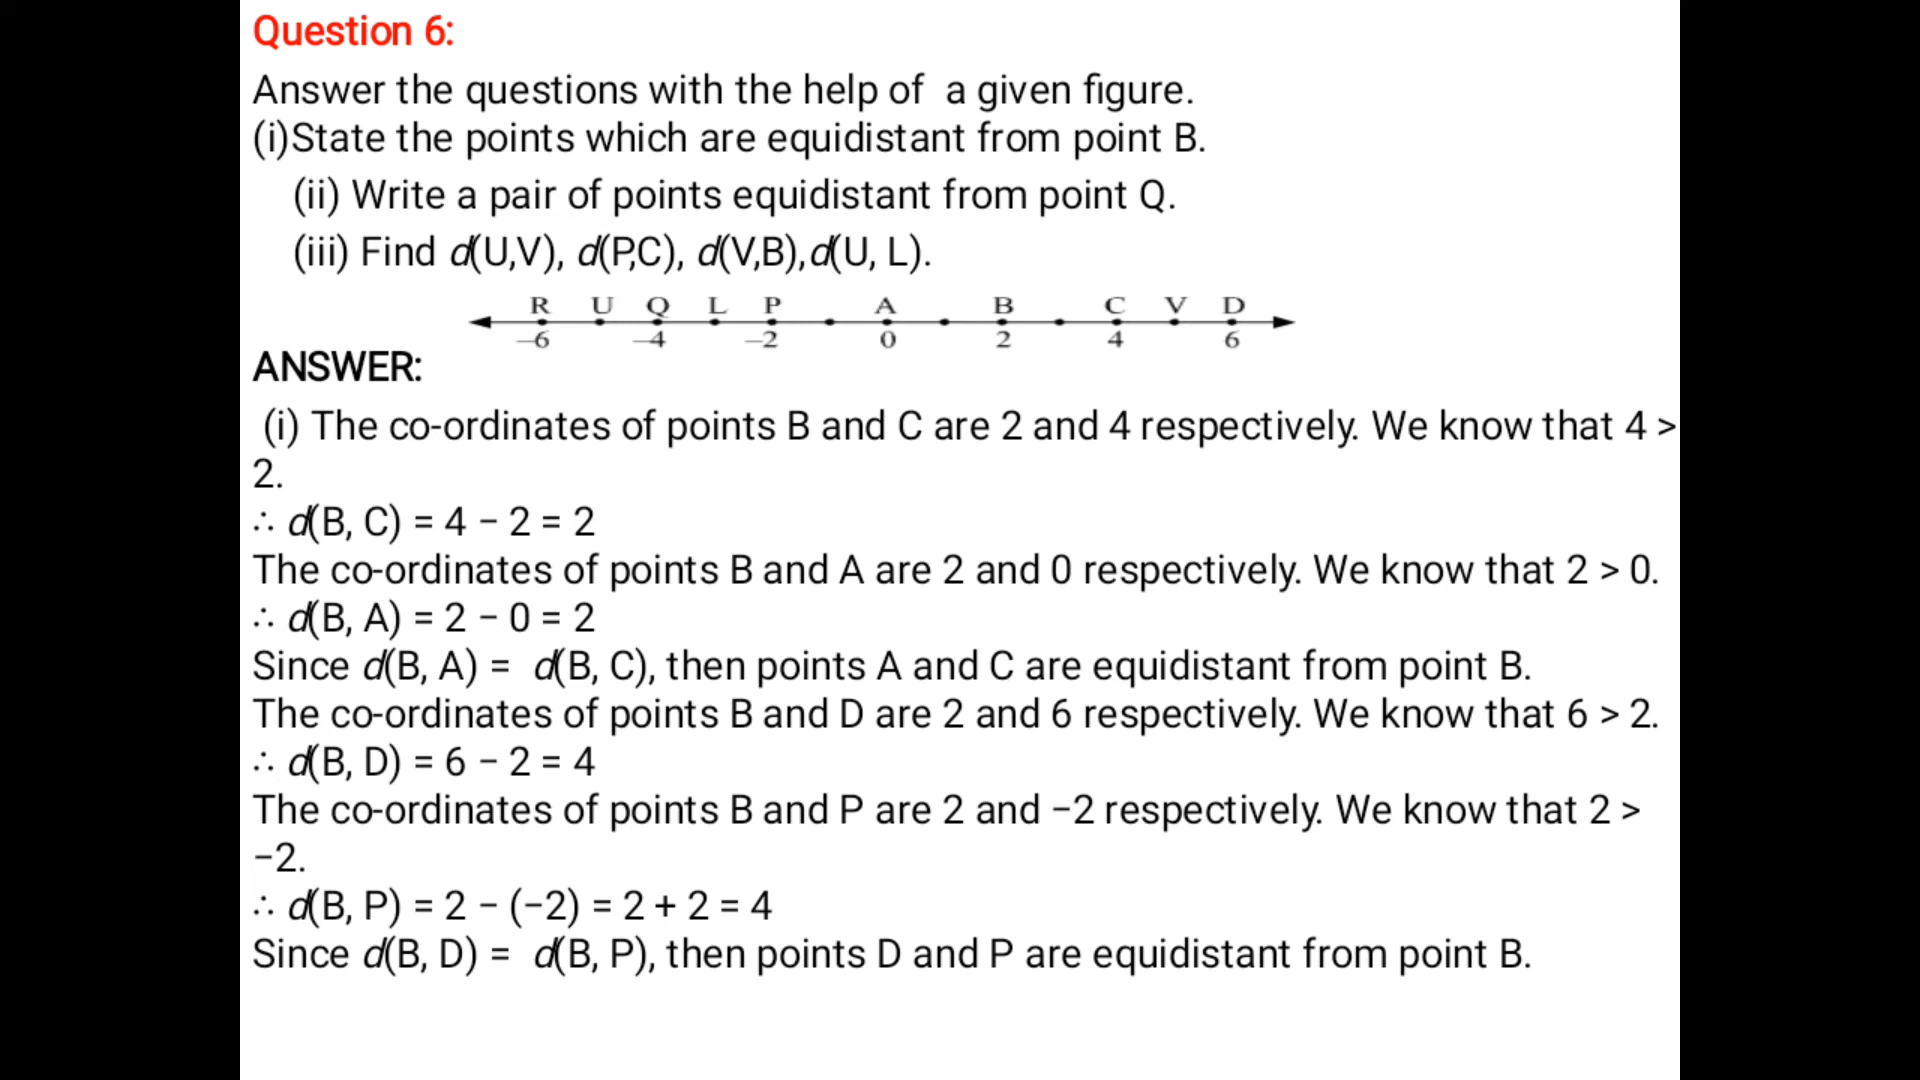 Question 6:
Answer the questions with the help of  a given figure.
(i)State the points which are equidistant from point B.
(ii) Write a pair of points equidistant from point Q.
(iii) Find d(U,V), d(P,C), d(V,B),d(U, L).
R U Q L P A B C V D
–6 –4 –2 0 2 4 6
ANSWER:
(i) The co-ordinates of points B and C are 2 and 4 respectively. We know that 4 >
2.
∴ d(B, C) = 4 − 2 = 2
The co-ordinates of points B and A are 2 and 0 respectively. We know that 2 > 0.
∴ d(B, A) = 2 − 0 = 2
Since d(B, A) =  d(B, C), then points A and C are equidistant from point B.
The co-ordinates of points B and D are 2 and 6 respectively. We know that 6 > 2.
∴ d(B, D) = 6 − 2 = 4
The co-ordinates of points B and P are 2 and −2 respectively. We know that 2 >
−2.
∴ d(B, P) = 2 − (−2) = 2 + 2 = 4
Since d(B, D) =  d(B, P), then points D and P are equidistant from point B.